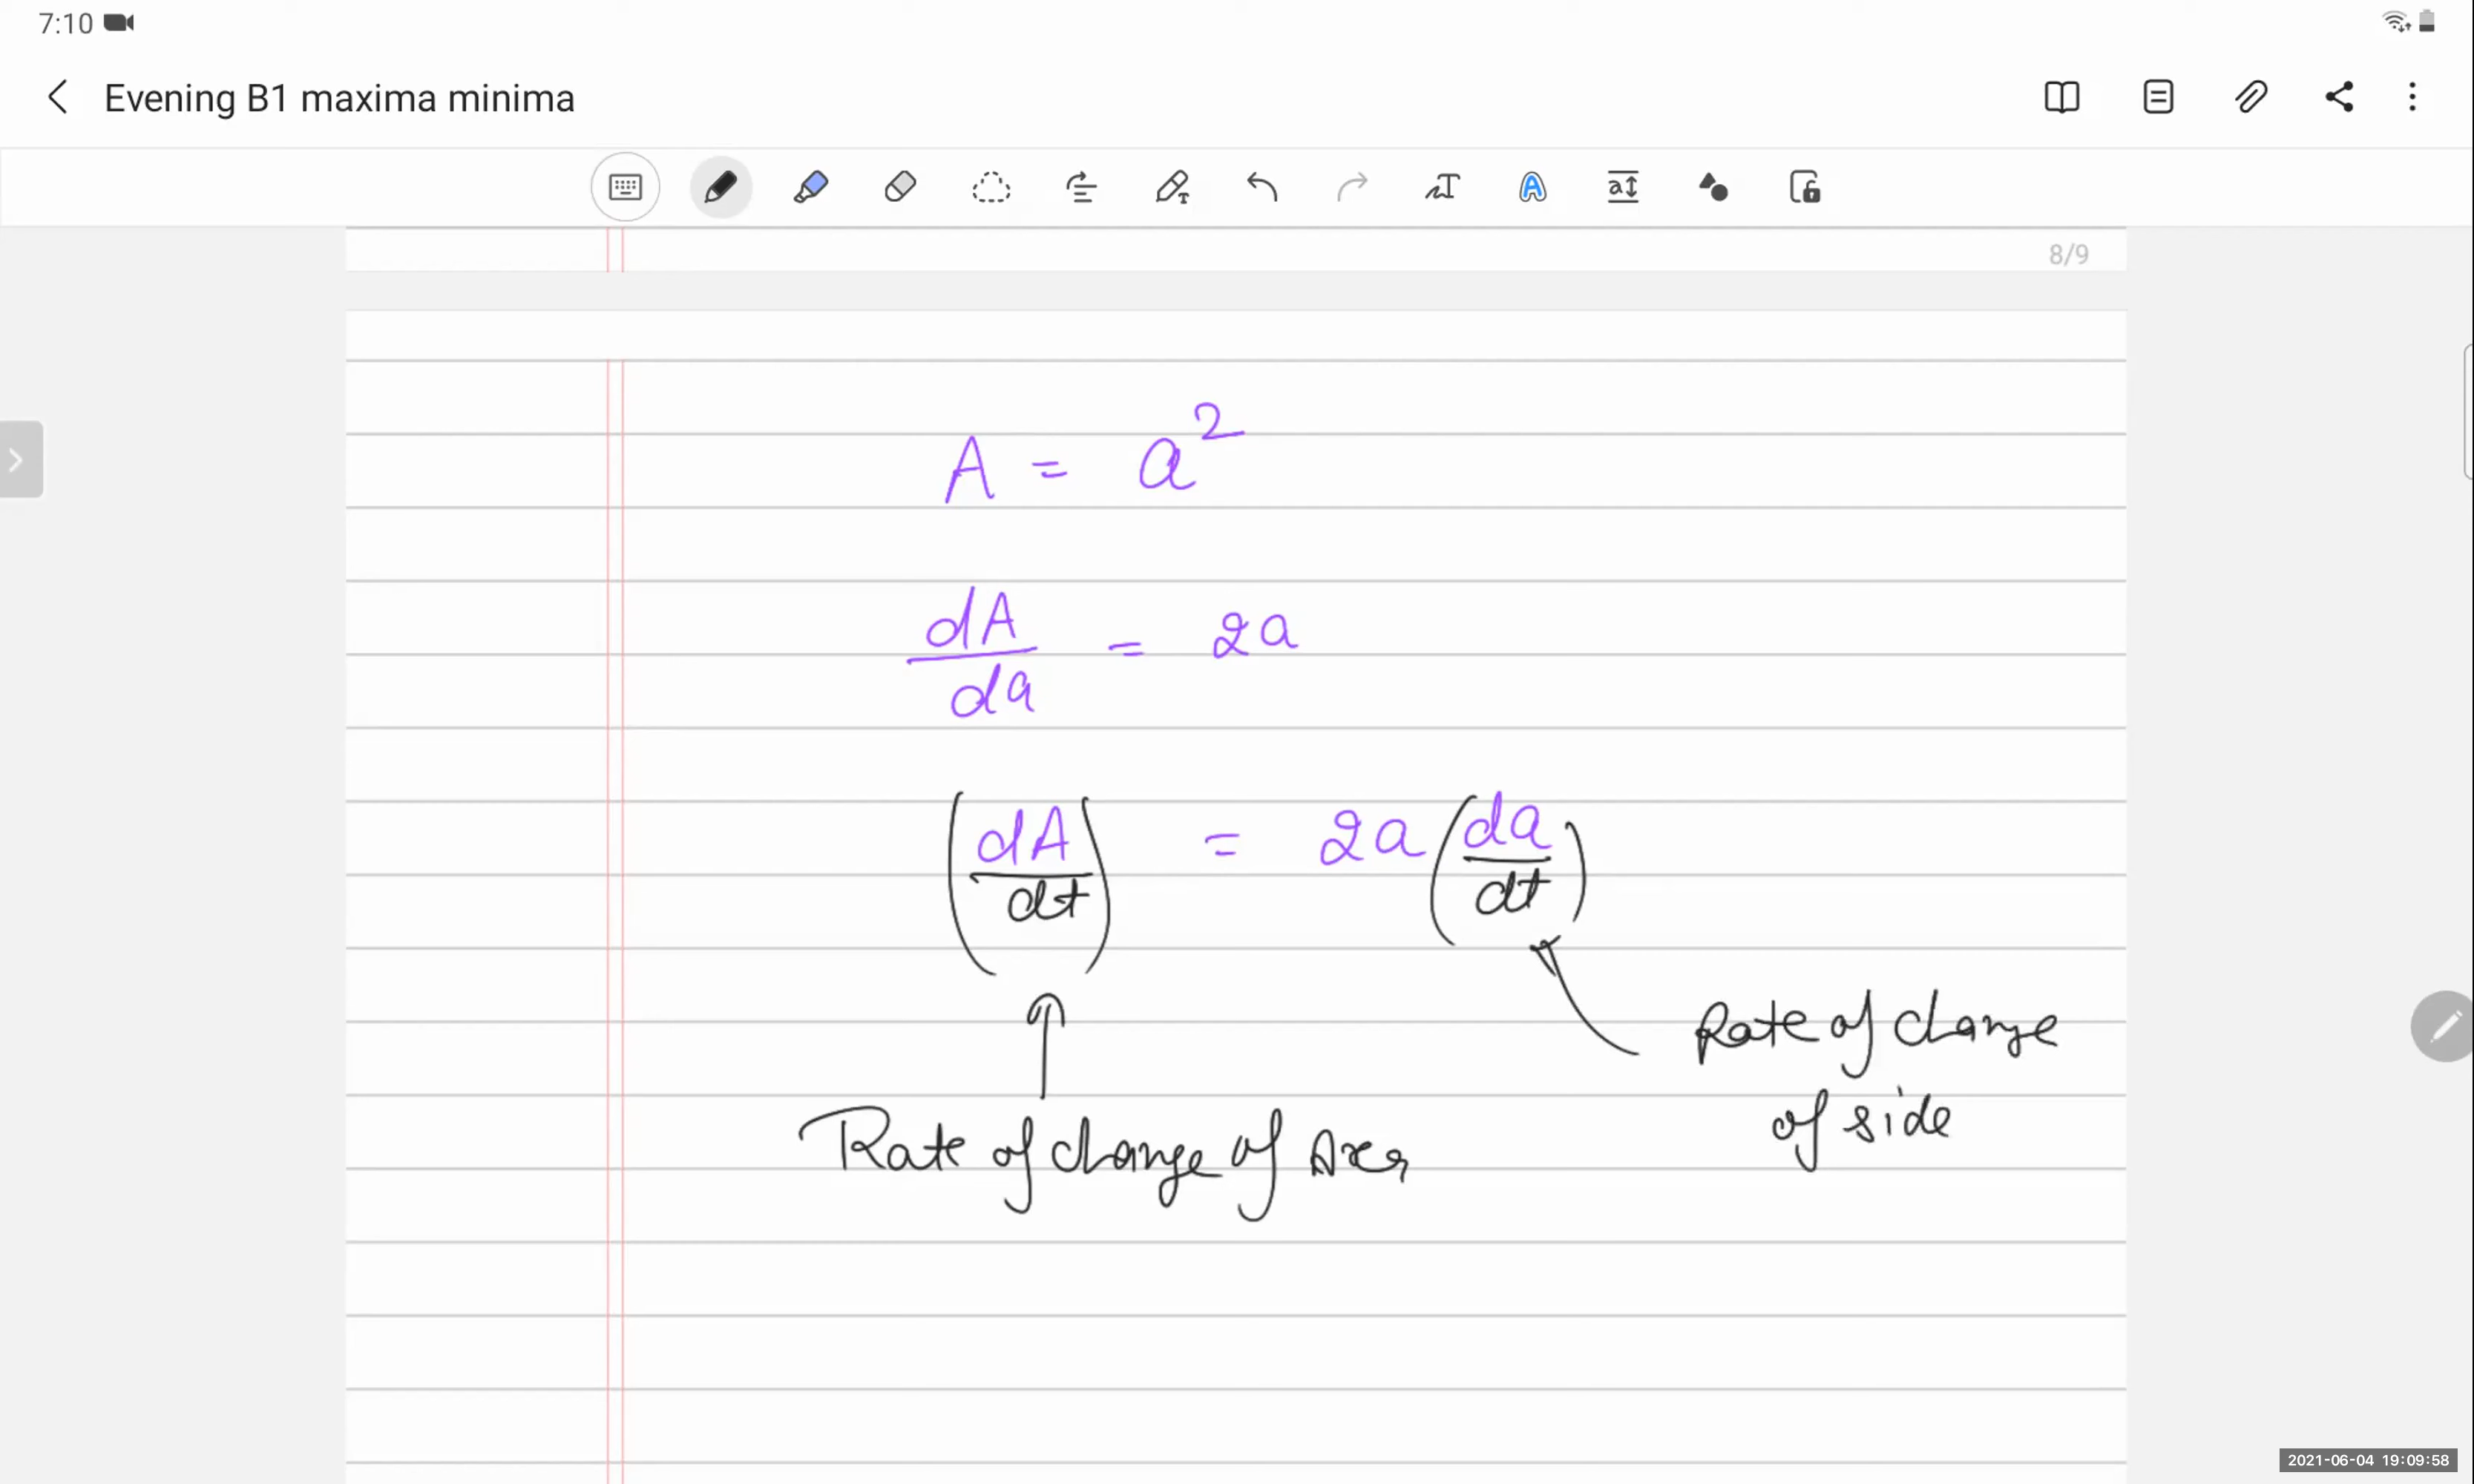 7:10
Evening B1 maxima minima
8/9
A = a²
dA/da = 2a
(dA/dt) = 2a (da/dt)
Rate of change of side
Rate of change of Area
2021-06-04 19:09:58